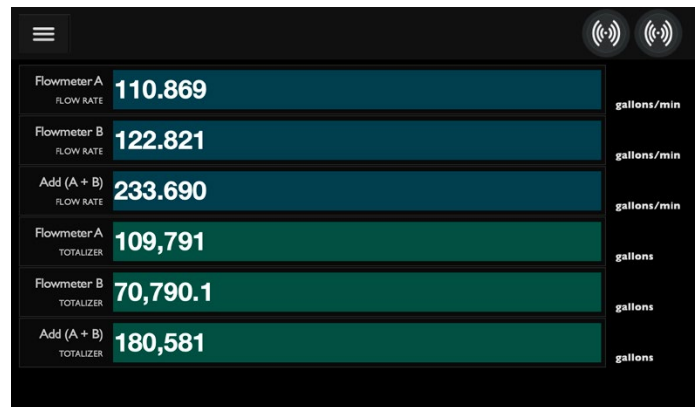 Flowmeter A
FLOW RATE
110.869
gallons/min
Flowmeter B
FLOW RATE
122.821
gallons/min
Add (A + B)
FLOW RATE
233.690
gallons/min
Flowmeter A
TOTALIZER
109,791
gallons
Flowmeter B
TOTALIZER
70,790.1
gallons
Add (A + B)
TOTALIZER
180,581
gallons